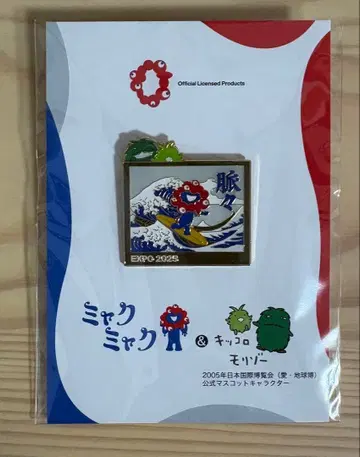 Official Licensed Products
脈々
EXPO 2025
ミャク
ミャク
&
キッコロ
モリゾー
2005年日本国際博覧会（愛・地球博）
公式マスコットキャラクター